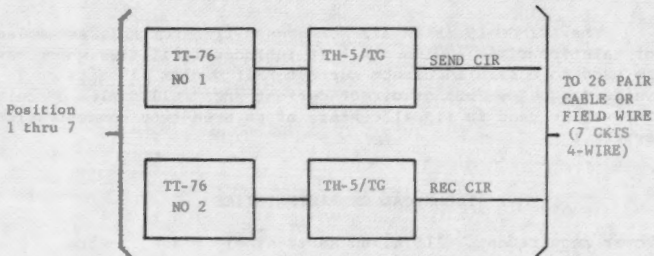 TT-76
NO 1
TH-5/TG
SEND CIR
Position
1 thru 7
TO 26 PAIR
CABLE OR
FIELD WIRE
(7 CKTS
4-WIRE)
TT-76
NO 2
TH-5/TG
REC CIR